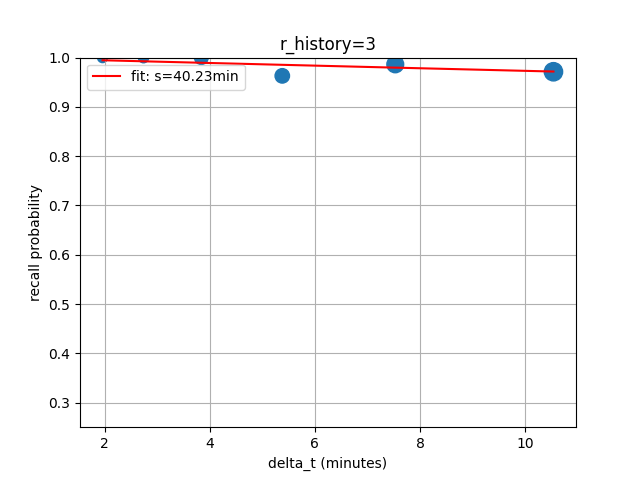 r_history=3
fit: s=40.23min
recall probability
1.0
0.9
0.8
0.7
0.6
0.5
0.4
0.3
2 4 6 8 10
delta_t (minutes)